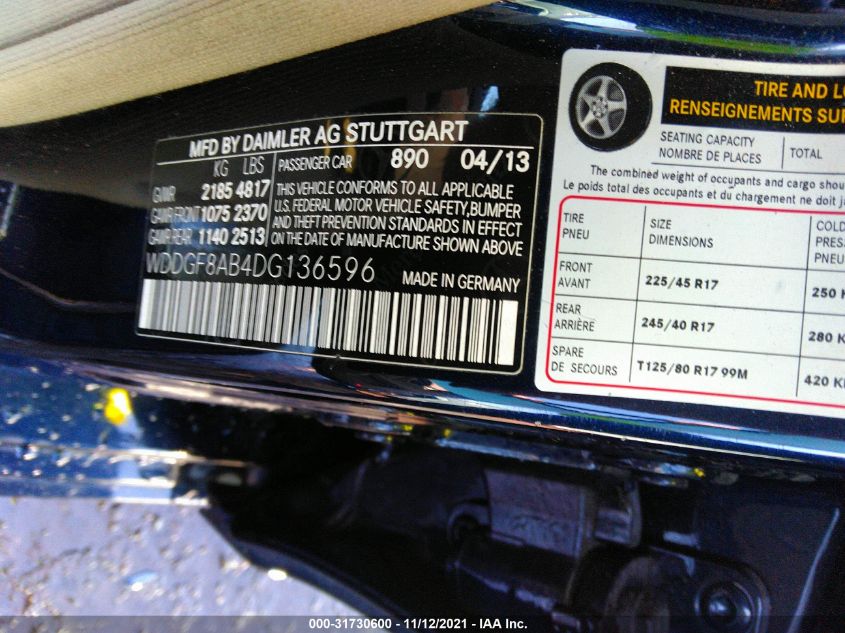 MFD BY DAIMLER AG STUTTGART
KG LBS
GVWR 2185 4817
GAWR FRONT 1075 2370
GAWR REAR 1140 2513
PASSENGER CAR 890 04/13
THIS VEHICLE CONFORMS TO ALL APPLICABLE
U.S. FEDERAL MOTOR VEHICLE SAFETY, BUMPER
AND THEFT PREVENTION STANDARDS IN EFFECT
ON THE DATE OF MANUFACTURE SHOWN ABOVE
WDDGF8AB4DG136596
MADE IN GERMANY
TIRE AND LO
RENSEIGNEMENTS SUR
SEATING CAPACITY
NOMBRE DE PLACES
TOTAL
The combined weight of occupants and cargo shou
Le poids total des occupants et du chargement ne doit ja
TIRE
PNEU
SIZE
DIMENSIONS
COLD
PRESS
PNEU
FRONT
AVANT
225/45 R17
250 K
REAR
ARRIÈRE
245/40 R17
280 K
SPARE
DE SECOURS
T125/80 R17 99M
420 K
000-31730600 - 11/12/2021 - IAA Inc.